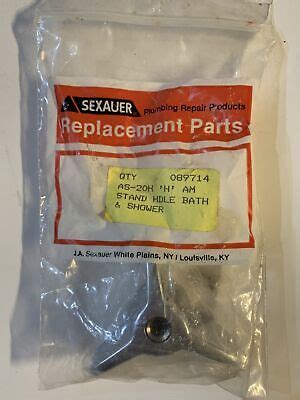 SEXAUER Plumbing Repair Products
Replacement Parts
QTY 089714
AS-20H 'H' AM
STAND HDLE BATH
& SHOWER
J.A. Sexauer White Plains, NY / Louisville, KY